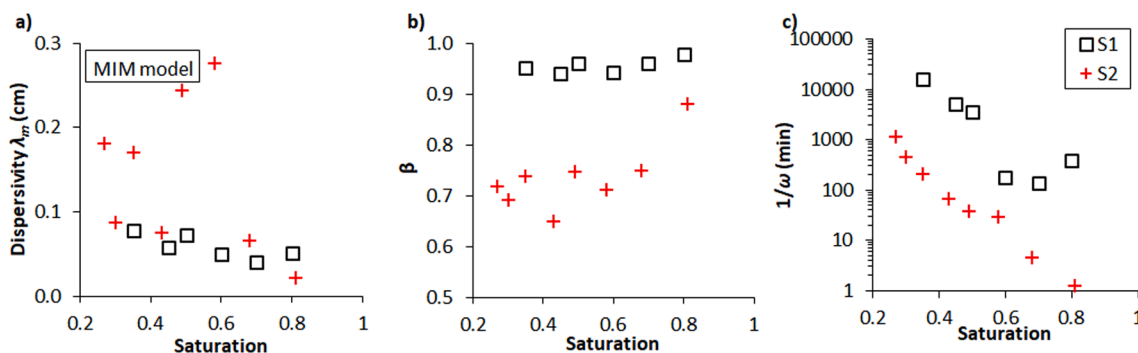 a)
Dispersivity λm (cm)
0.3
0.2
0.1
0.0
MIM model
0.2 0.4 0.6 0.8 1
Saturation
b)
β
1.0
0.9
0.8
0.7
0.6
0.5
0.2 0.4 0.6 0.8 1
Saturation
c)
1/ω (min)
100000
10000
1000
100
10
1
S1
S2
0.2 0.4 0.6 0.8 1
Saturation